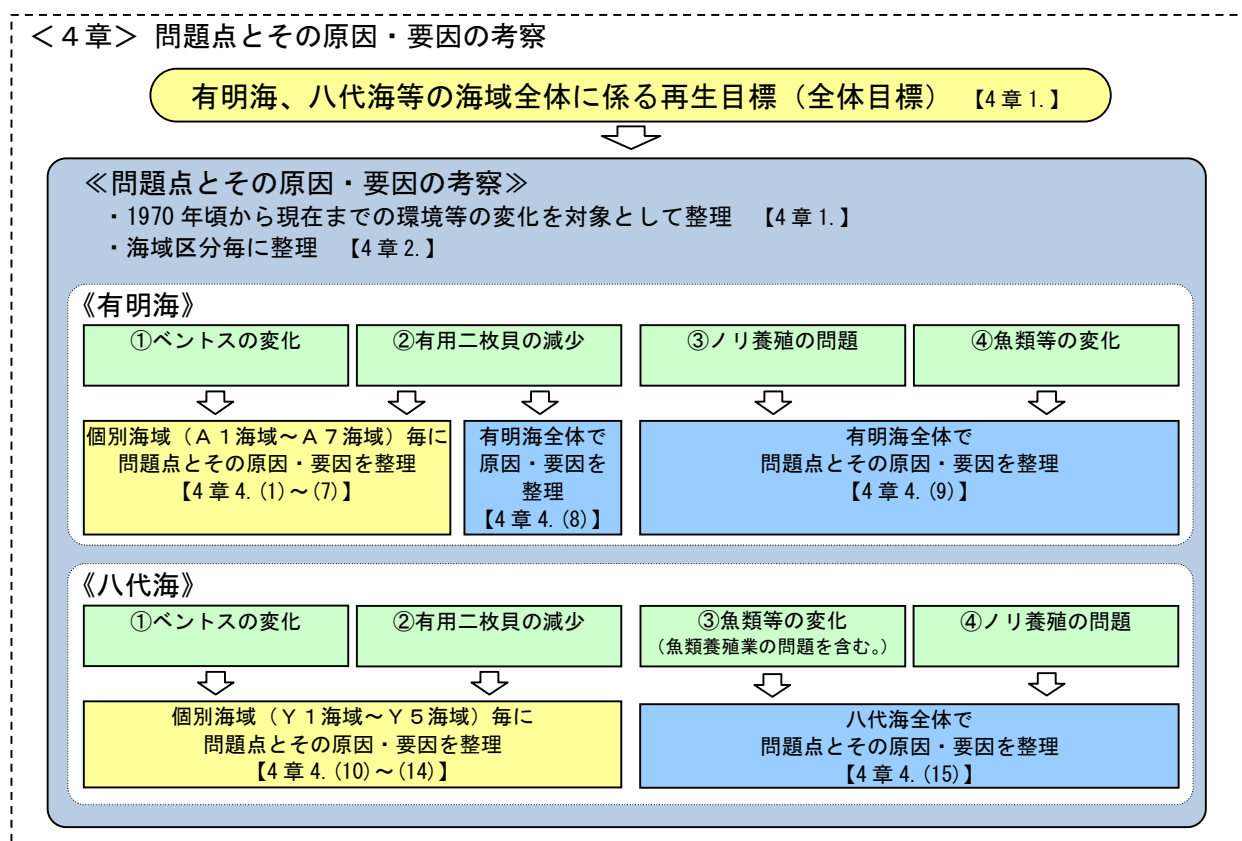 ＜４章＞ 問題点とその原因・要因の考察
有明海、八代海等の海域全体に係る再生目標（全体目標） 【4章1.】
≪問題点とその原因・要因の考察≫
・1970年頃から現在までの環境等の変化を対象として整理 【4章1.】
・海域区分毎に整理 【4章2.】
《有明海》
①ベントスの変化
②有用二枚貝の減少
③ノリ養殖の問題
④魚類等の変化
個別海域（Ａ１海域～Ａ７海域）毎に
問題点とその原因・要因を整理
【4章4.(1)～(7)】
有明海全体で
原因・要因を
整理
【4章4.(8)】
有明海全体で
問題点とその原因・要因を整理
【4章4.(9)】
《八代海》
①ベントスの変化
②有用二枚貝の減少
③魚類等の変化
（魚類養殖業の問題を含む。）
④ノリ養殖の問題
個別海域（Ｙ１海域～Ｙ５海域）毎に
問題点とその原因・要因を整理
【4章4.(10)～(14)】
八代海全体で
問題点とその原因・要因を整理
【4章4.(15)】